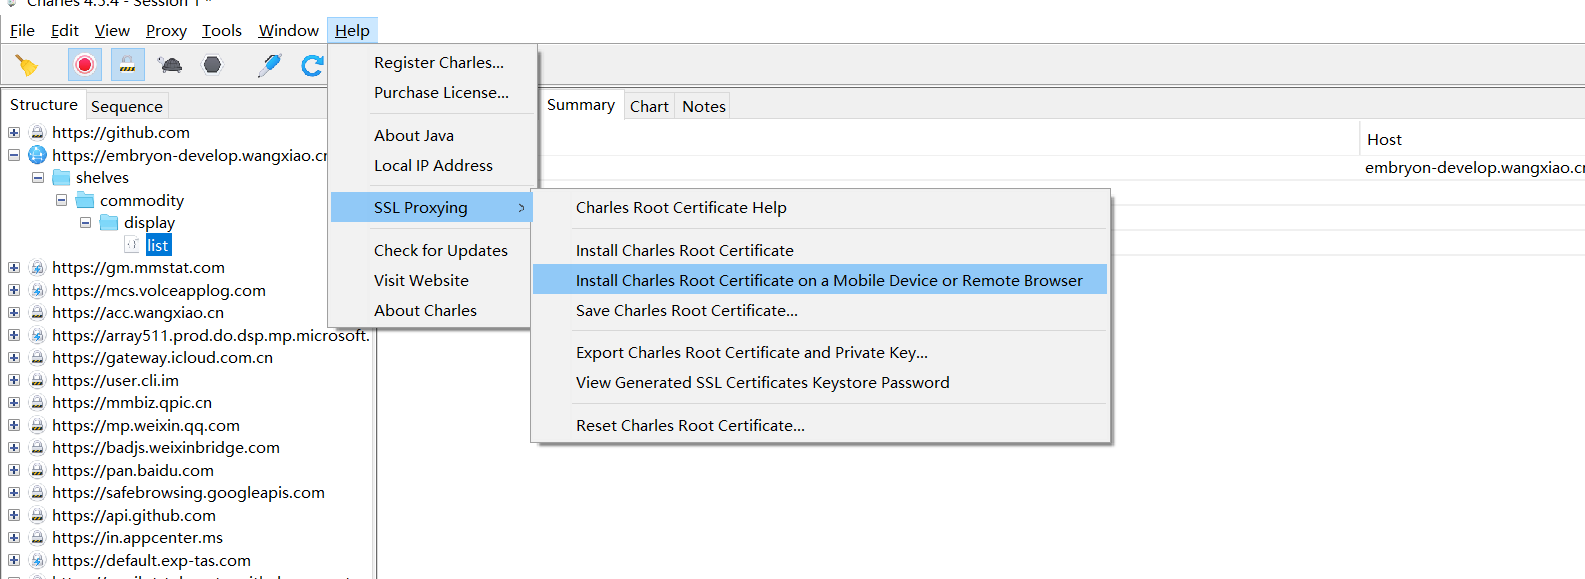 Charles 4.5.4 - Session 1 *
File Edit View Proxy Tools Window Help
Register Charles...
Purchase License...
About Java
Local IP Address
SSL Proxying >
Check for Updates
Visit Website
About Charles
Charles Root Certificate Help
Install Charles Root Certificate
Install Charles Root Certificate on a Mobile Device or Remote Browser
Save Charles Root Certificate...
Export Charles Root Certificate and Private Key...
View Generated SSL Certificates Keystore Password
Reset Charles Root Certificate...
Structure Sequence
https://github.com
https://embryon-develop.wangxiao.cn
shelves
commodity
display
list
https://gm.mmstat.com
https://mcs.volceapplog.com
https://acc.wangxiao.cn
https://array511.prod.do.dsp.mp.microsoft.
https://gateway.icloud.com.cn
https://user.cli.im
https://mmbiz.qpic.cn
https://mp.weixin.qq.com
https://badjs.weixinbridge.com
https://pan.baidu.com
https://safebrowsing.googleapis.com
https://api.github.com
https://in.appcenter.ms
https://default.exp-tas.com
Summary Chart Notes
Host
embryon-develop.wangxiao.cn